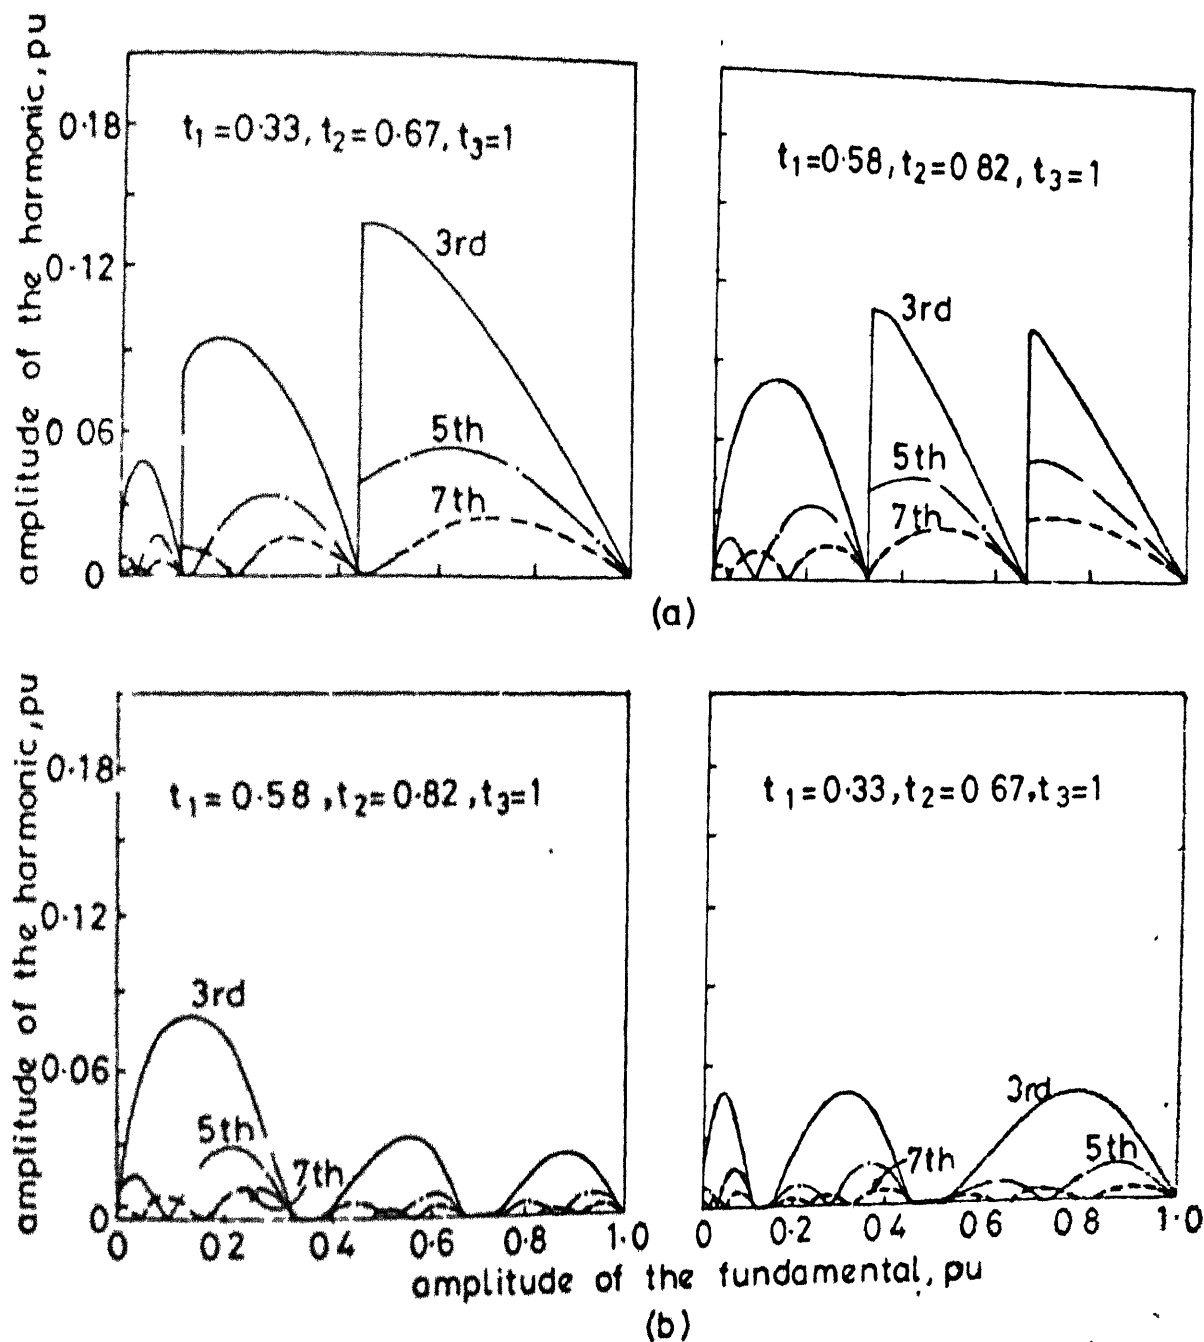 amplitude of the harmonic, pu
0·18
0·12
0 06
0
t1 =0·33, t2 = 0·67, t3=1
3rd
5th
7th
t1=0·58, t2=0 82, t3=1
3rd
5th
7th
(a)
amplitude of the harmonic, pu
0·18
0·12
0·06
0
t1= 0·58 ,t2= 0·82 ,t3=1
3rd
5th
7th
0 0 2 0 4 0·6 0·8 1.0
t1=0·33,t2=0 67,t3=1
3rd
5th
7th
0 0 2 0 4 0 6 0 8 1.0
amplitude of the fundamental, pu
(b)